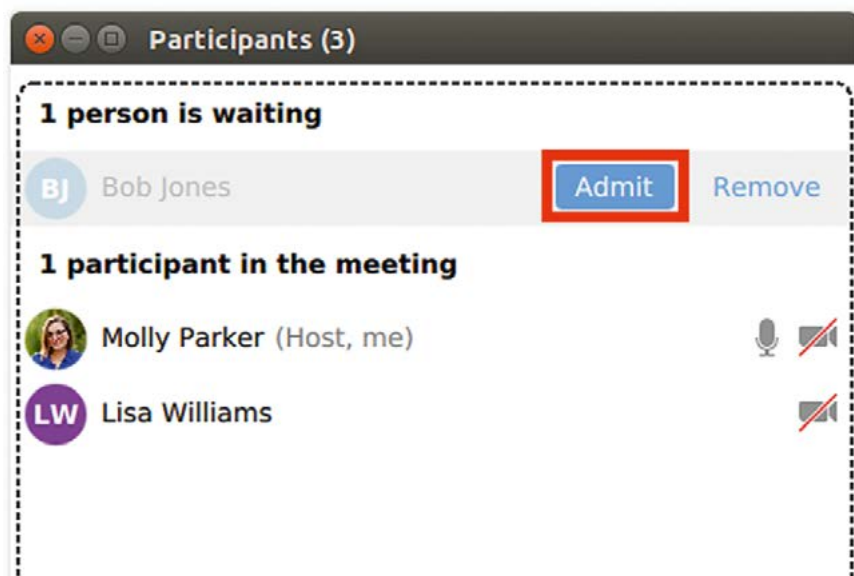 Participants (3)
1 person is waiting
BJ Bob Jones Admit Remove
1 participant in the meeting
Molly Parker (Host, me)
LW Lisa Williams